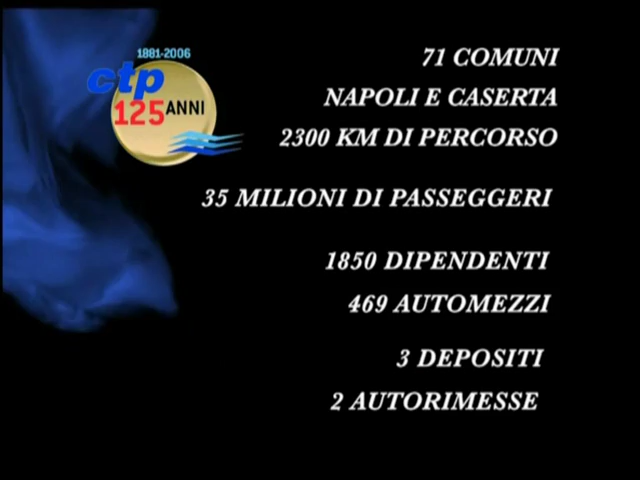 1881-2006
ctp
125 ANNI
71 COMUNI
NAPOLI E CASERTA
2300 KM DI PERCORSO
35 MILIONI DI PASSEGGERI
1850 DIPENDENTI
469 AUTOMEZZI
3 DEPOSITI
2 AUTORIMESSE